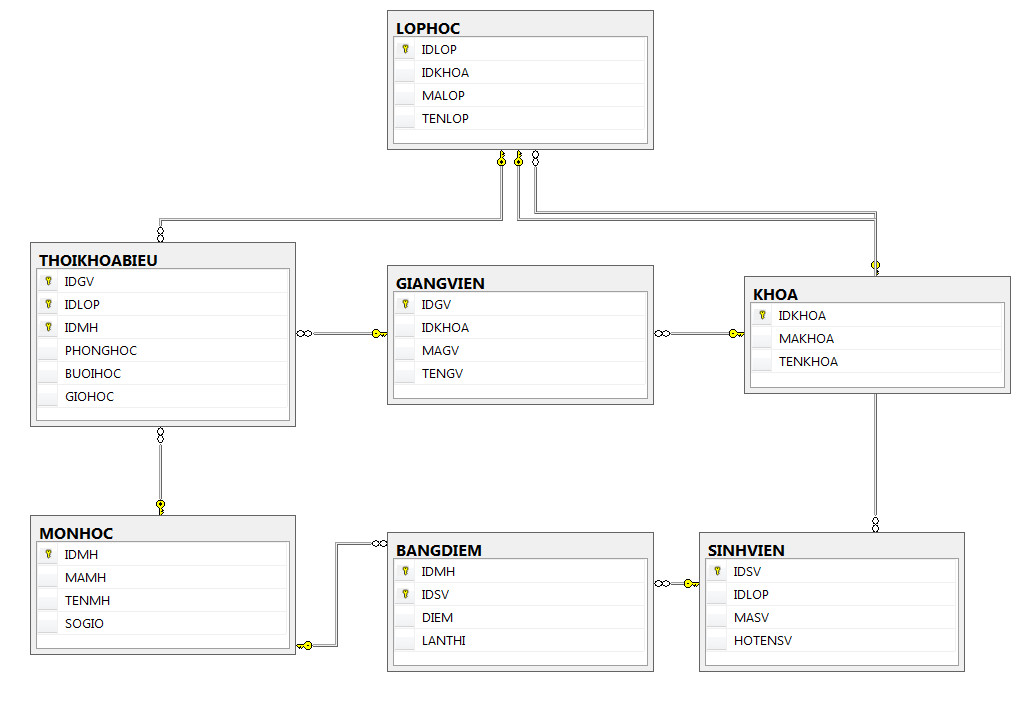 LOPHOC
IDLOP
IDKHOA
MALOP
TENLOP
THOIKHOABIEU
IDGV
IDLOP
IDMH
PHONGHOC
BUOIHOC
GIOHOC
GIANGVIEN
IDGV
IDKHOA
MAGV
TENGV
KHOA
IDKHOA
MAKHOA
TENKHOA
MONHOC
IDMH
MAMH
TENMH
SOGIO
BANGDIEM
IDMH
IDSV
DIEM
LANTHI
SINHVIEN
IDSV
IDLOP
MASV
HOTENSV